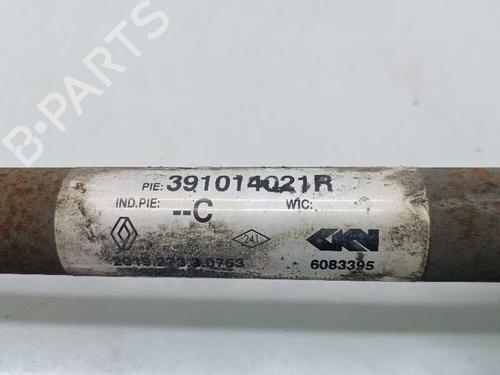 B-PARTS
PIE: 391014021R
IND.PIE: --C WIC:
241 GKN
6083395